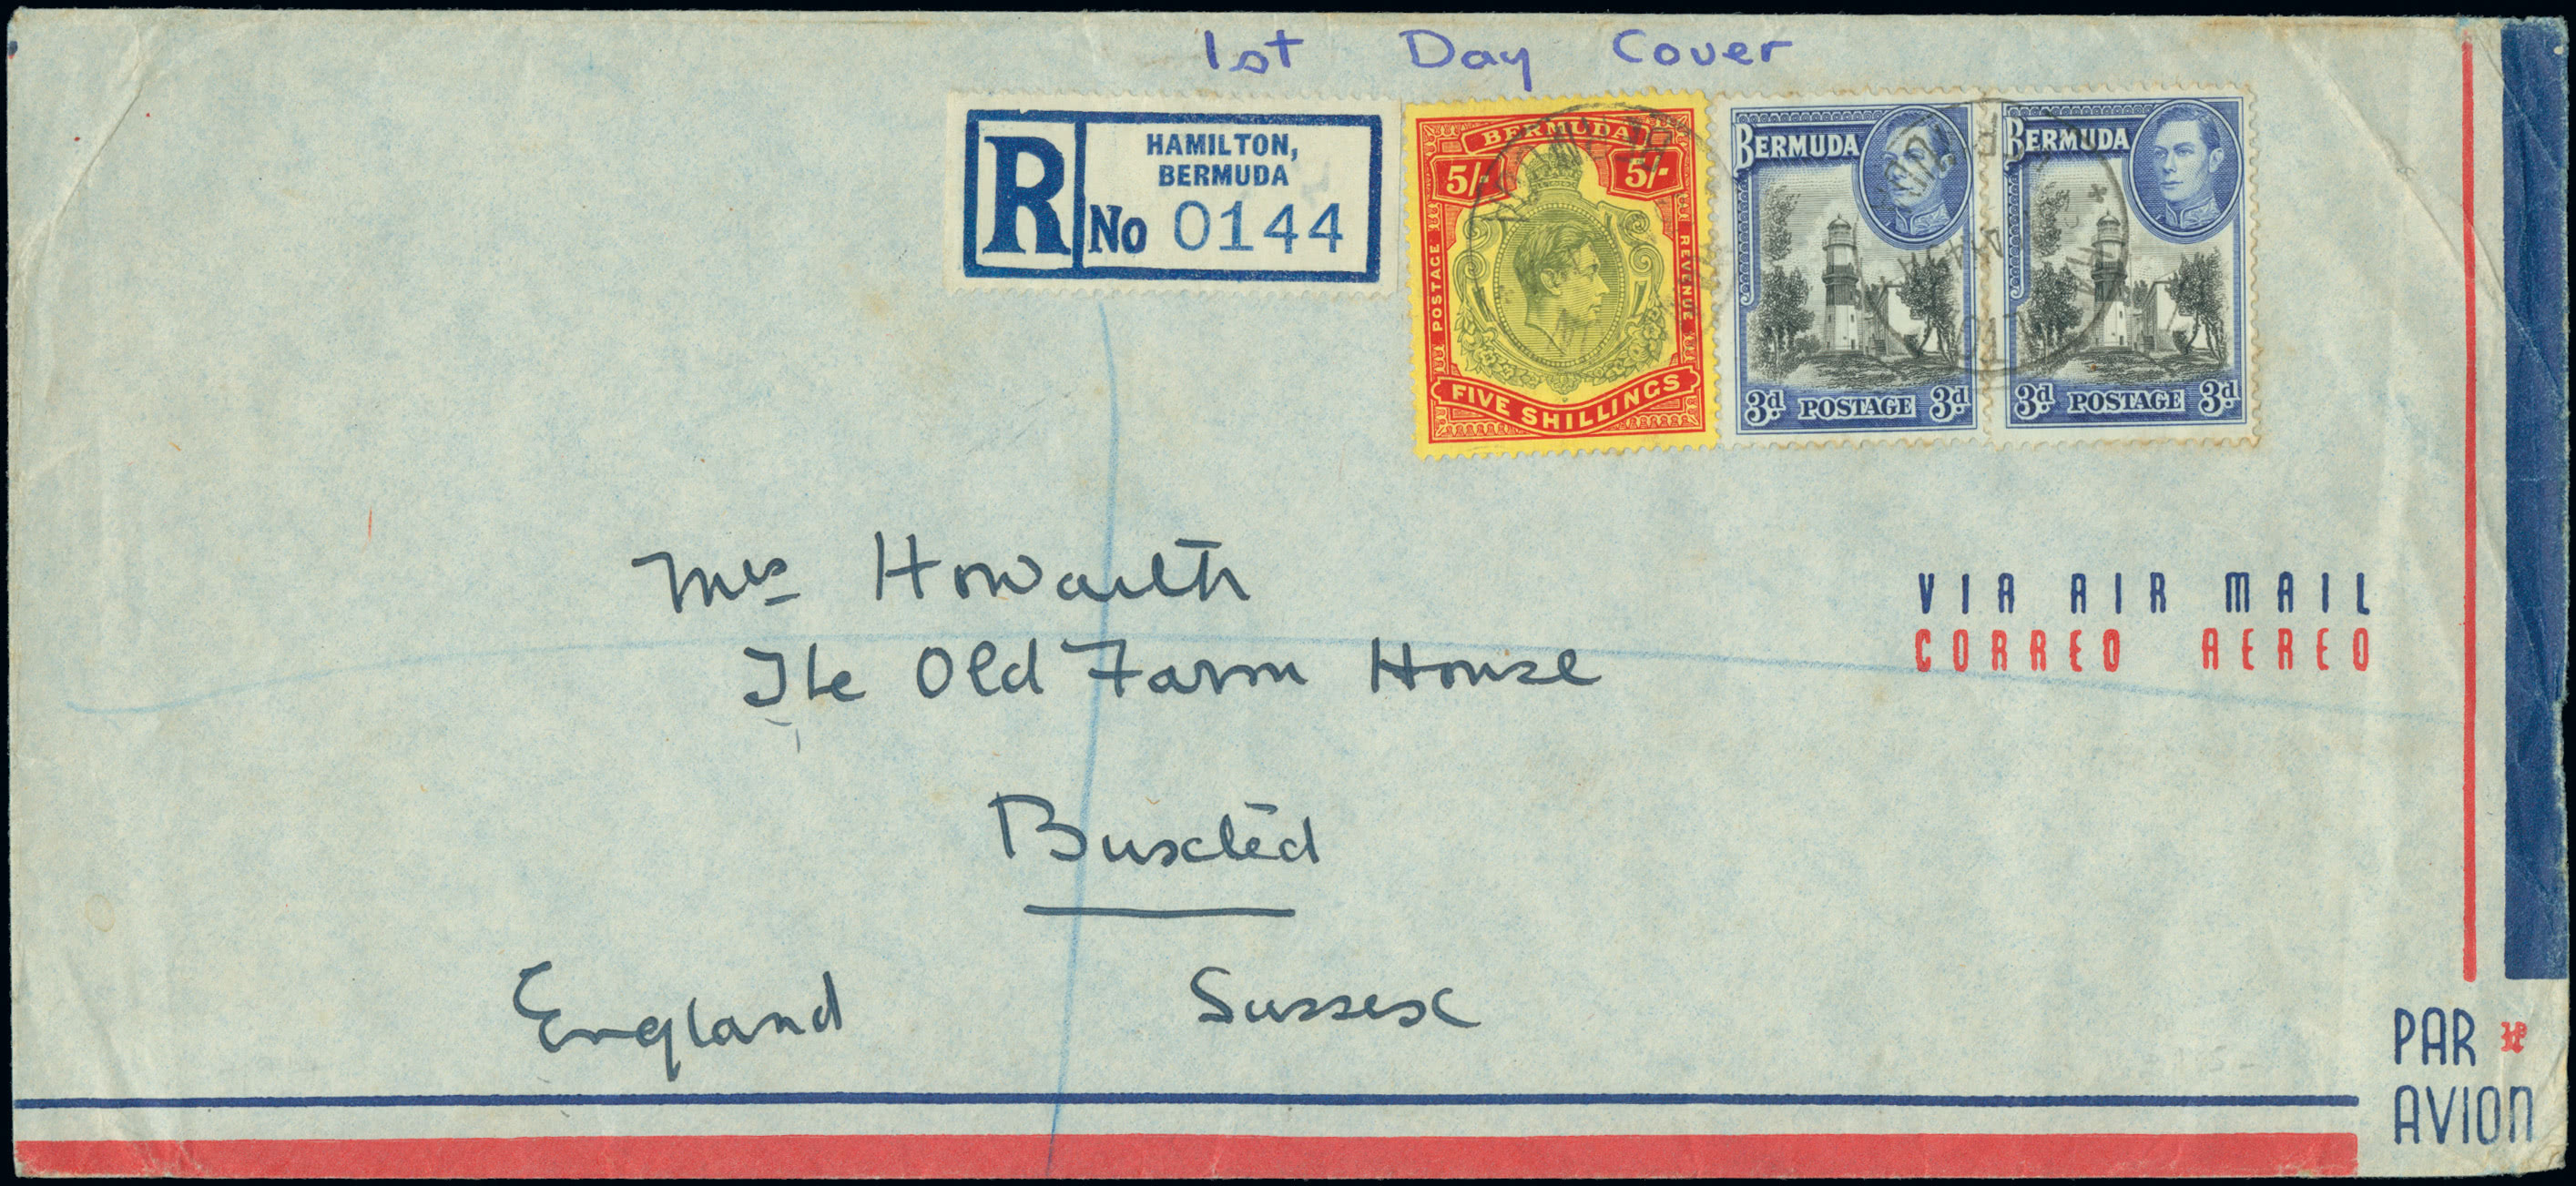 1st Day Cover
R
HAMILTON,
BERMUDA
No 0144
BERMUDA
5/- 5/-
POSTAGE
REVENUE
FIVE SHILLINGS
BERMUDA
3d POSTAGE 3d
BERMUDA
3d POSTAGE 3d
BERMUDA
Mrs Howarth
The Old Farm House
Buxted
England Sussex
VIA AIR MAIL
CORREO AEREO
PAR
AVION